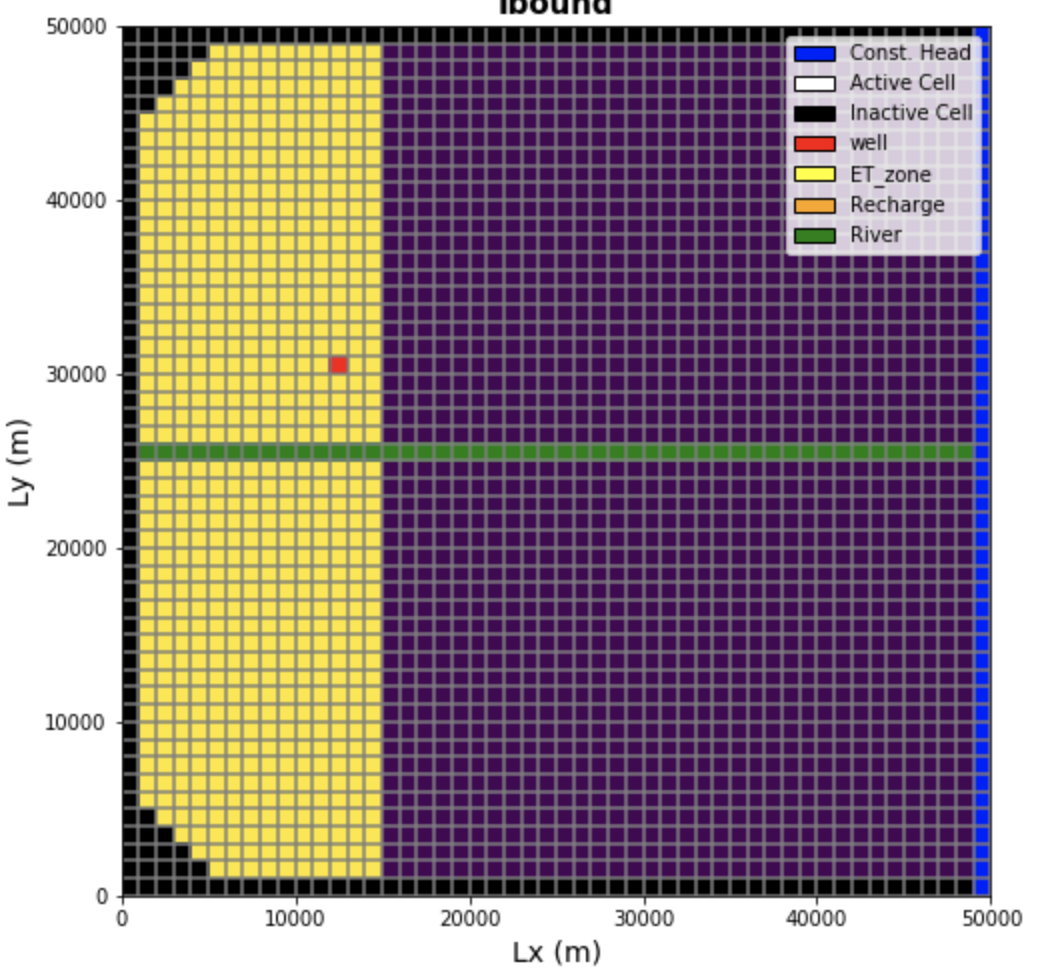 Ibound
50000
40000
30000
20000
10000
0
Ly (m)
Const. Head
Active Cell
Inactive Cell
well
ET_zone
Recharge
River
0 10000 20000 30000 40000 50000
Lx (m)